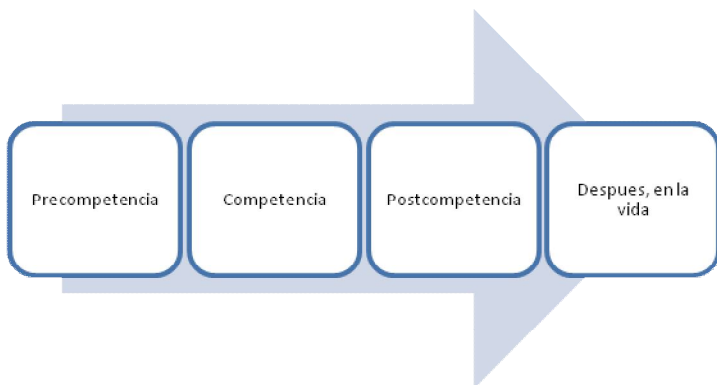 Precompetencia
Competencia
Postcompetencia
Despues, en la
vida